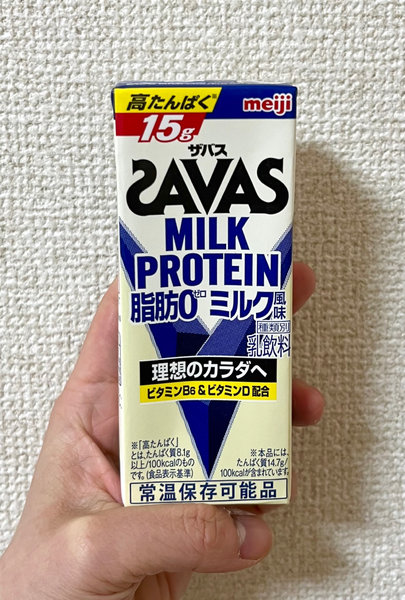 高たんぱく※
meiji
15g
ザバス
SAVAS
MILK
PROTEIN
脂肪0ゼロ ミルク風味
種類別
乳飲料
理想のカラダへ
ビタミンB6&ビタミンD配合
※「高たんぱく」
とは、たんぱく質8.1g
以上/100kcalのもの
です。(食品表示基準)
※本品には、
たんぱく質14.7g/
100kcalが含まれています。
常温保存可能品